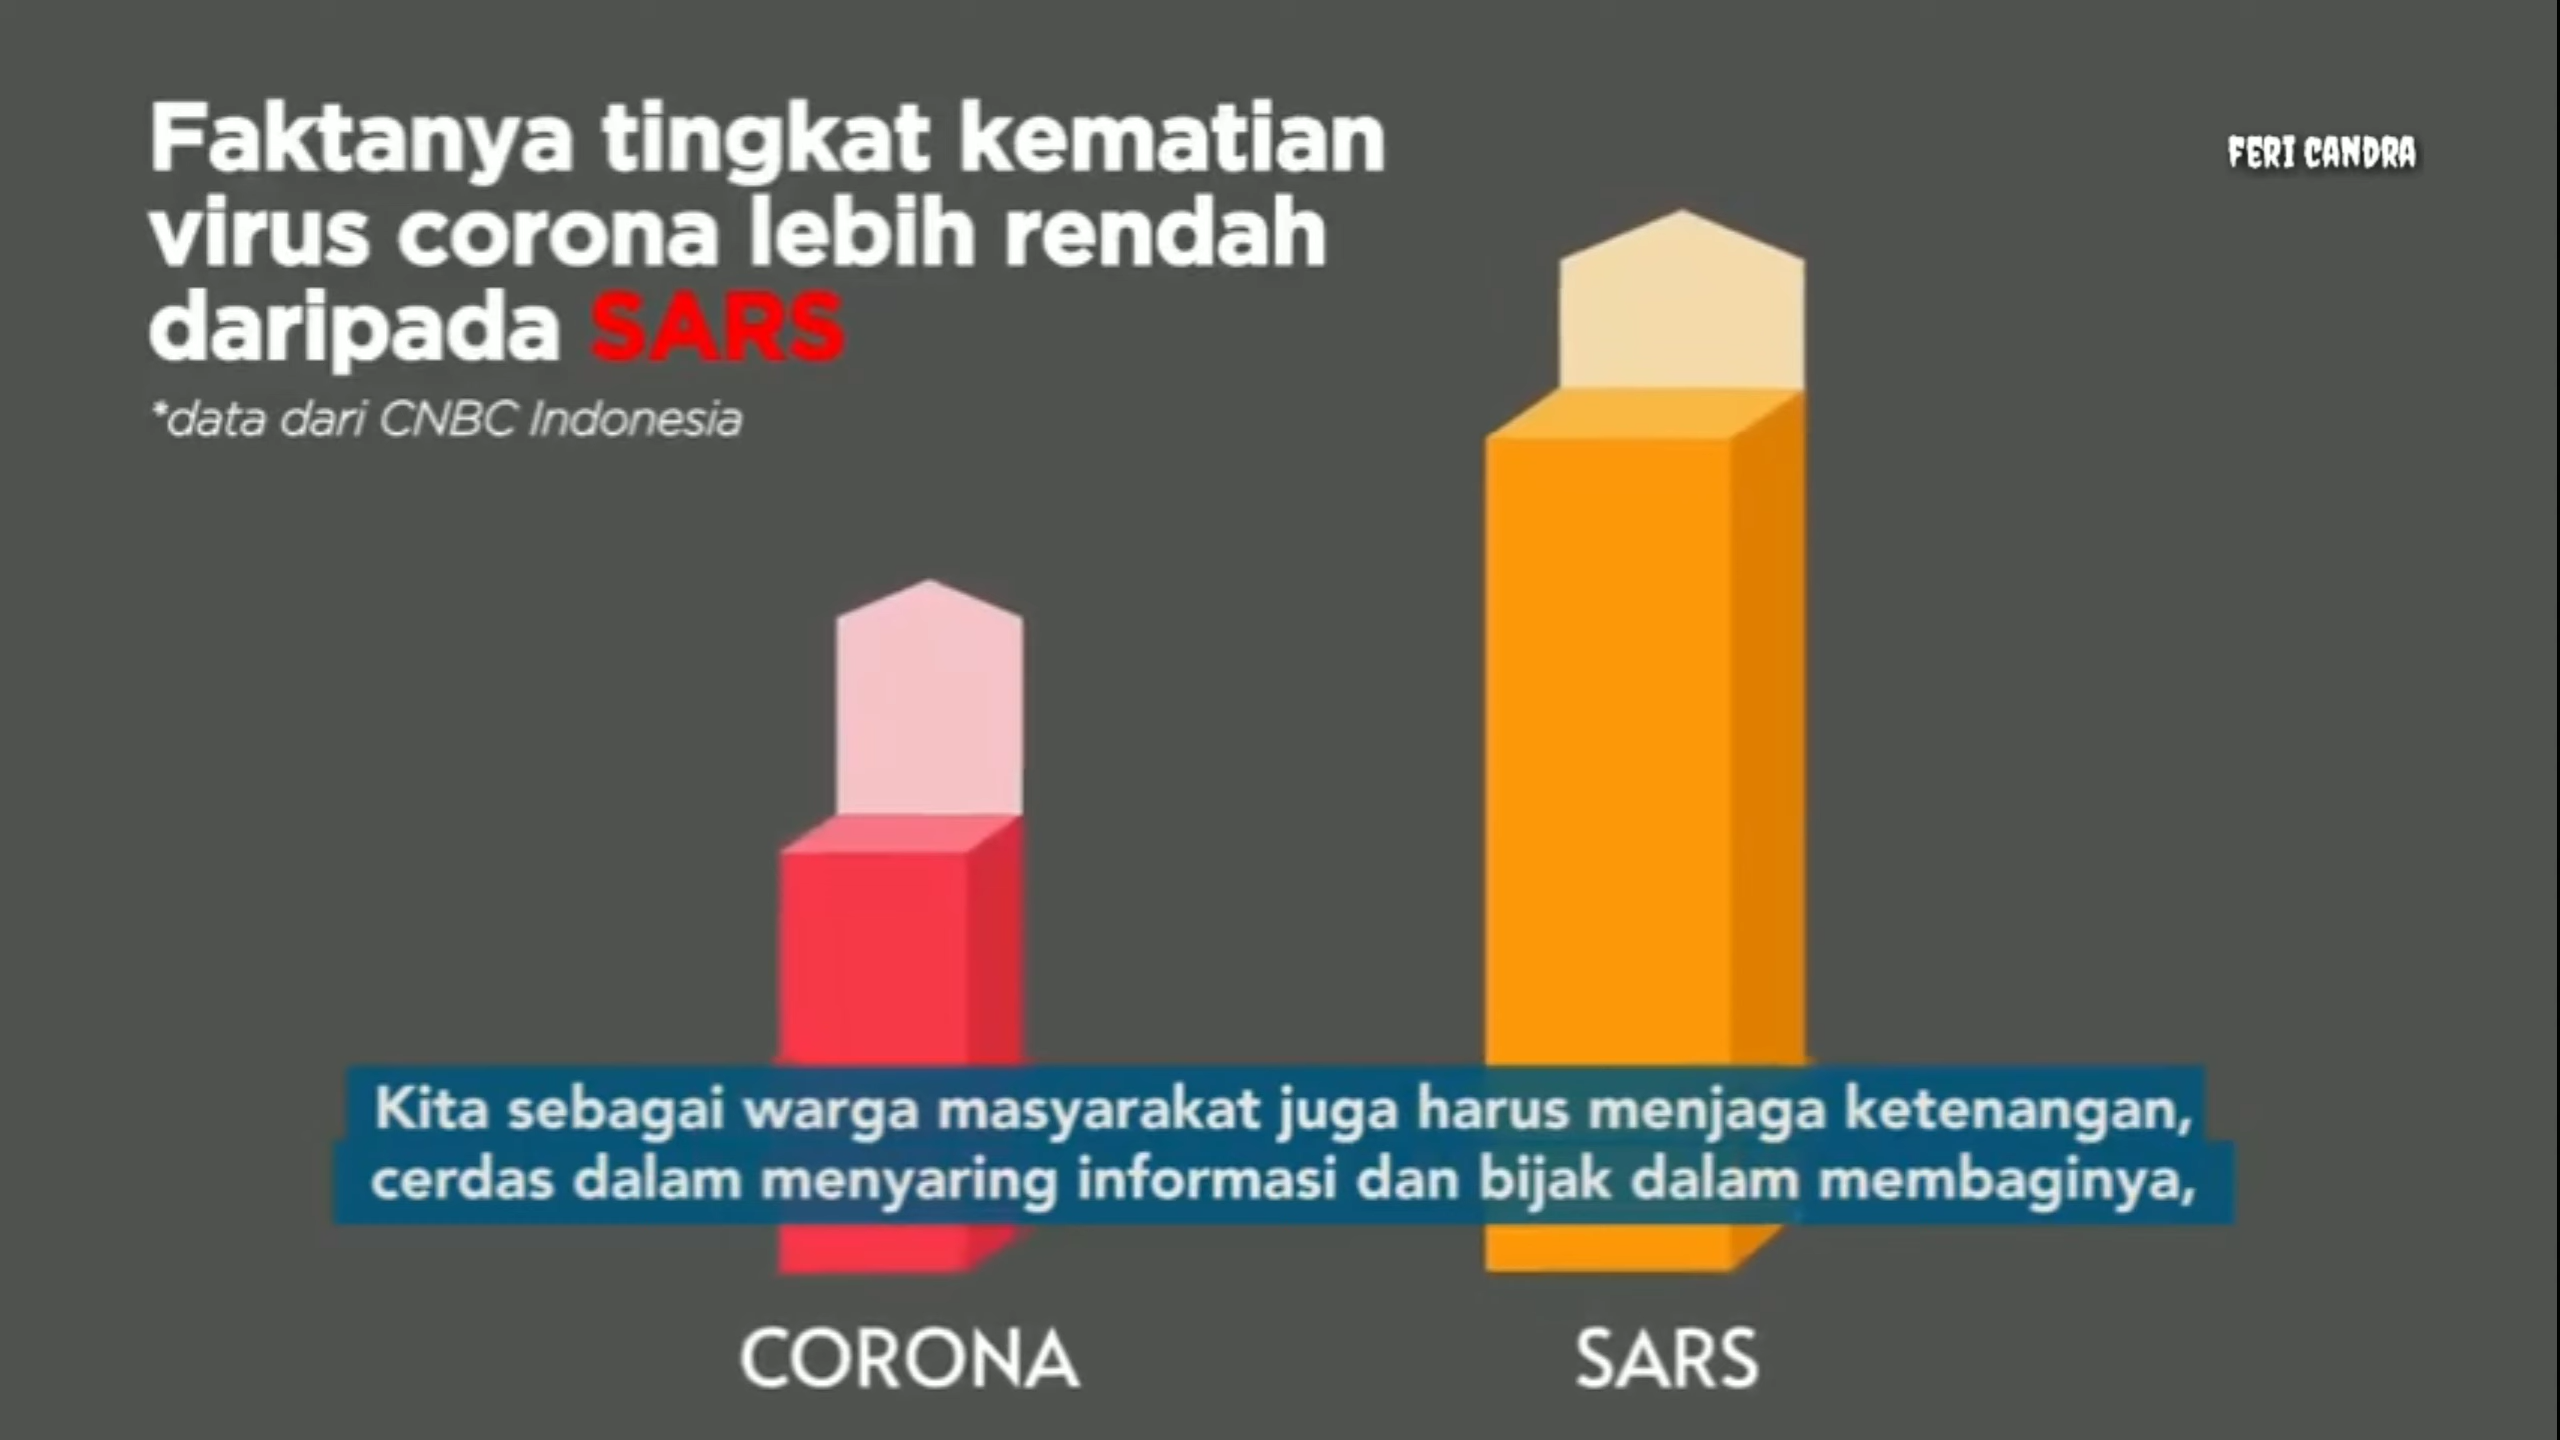 Faktanya tingkat kematian
virus corona lebih rendah
daripada SARS
*data dari CNBC Indonesia
FERI CANDRA
Kita sebagai warga masyarakat juga harus menjaga ketenangan,
cerdas dalam menyaring informasi dan bijak dalam membaginya,
CORONA
SARS